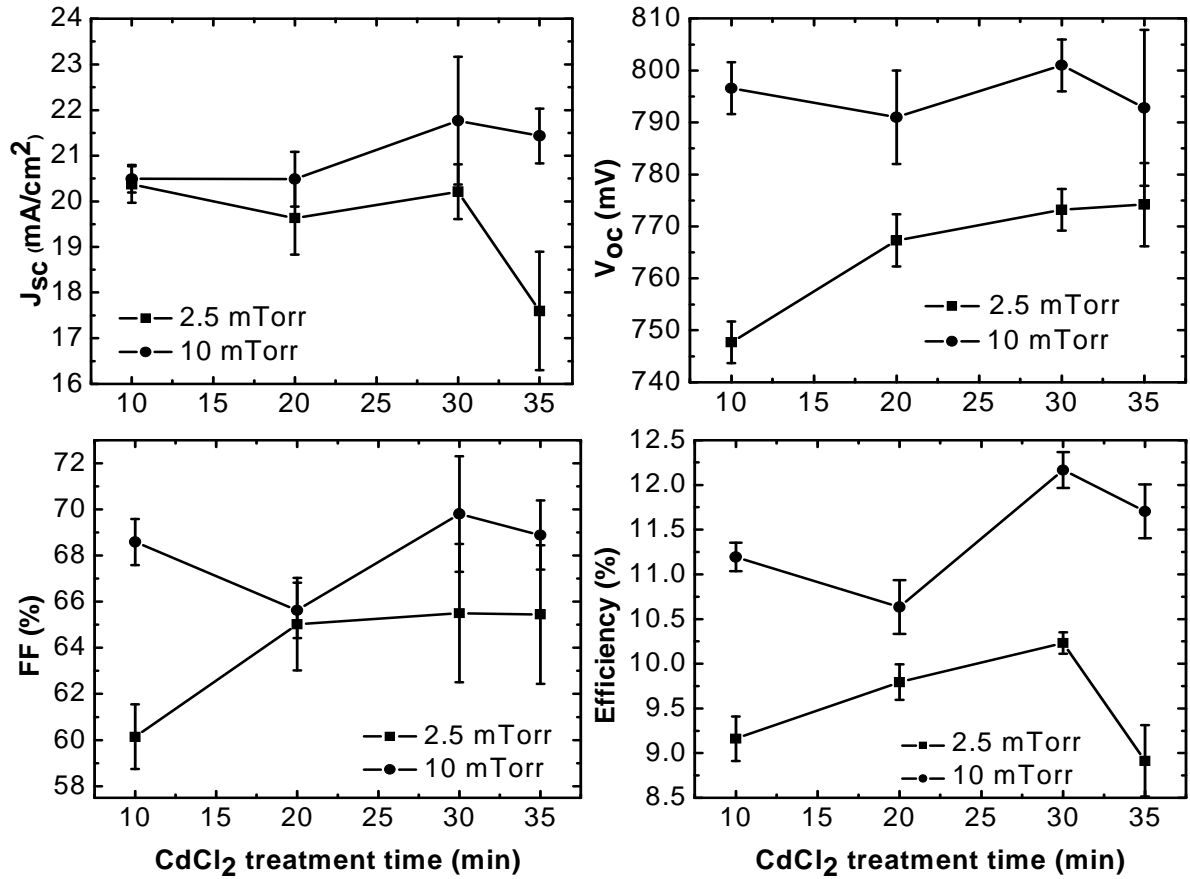 24
23
22
21
20
19
18
17
16
J_SC (mA/cm²)
2.5 mTorr
10 mTorr
10 15 20 25 30 35
810
800
790
780
770
760
750
740
V_OC (mV)
2.5 mTorr
10 mTorr
10 15 20 25 30 35
72
70
68
66
64
62
60
58
FF (%)
2.5 mTorr
10 mTorr
10 15 20 25 30 35
CdCl₂ treatment time (min)
12.5
12.0
11.5
11.0
10.5
10.0
9.5
9.0
8.5
Efficiency (%)
2.5 mTorr
10 mTorr
10 15 20 25 30 35
CdCl₂ treatment time (min)